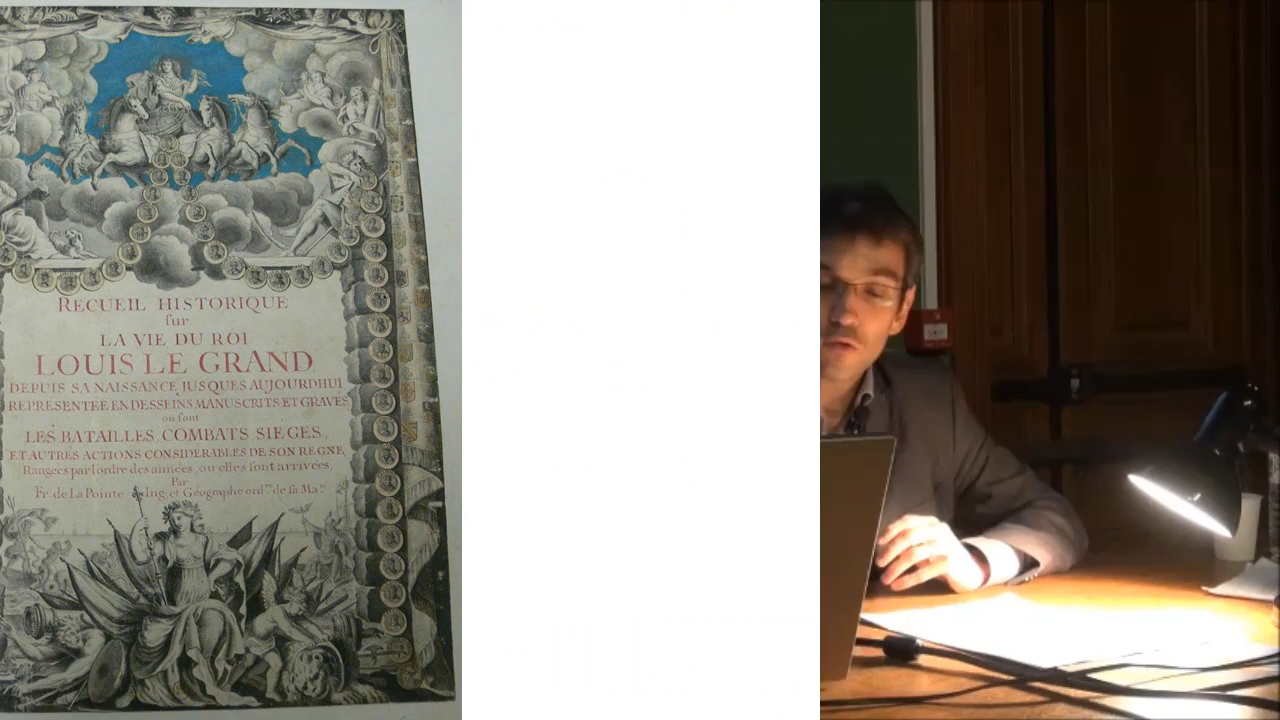 RECUEIL HISTORIQUE
sur
LA VIE DU ROI
LOUIS LE GRAND,
DEPUIS SA NAISSANCE JUSQUES AUJOURDHUI
REPRESENTEE EN DESSEINS MANUSCRITS ET GRAVÉS
ou sont
LES BATAILLES COMBATS SIEGES,
ET AUTRES ACTIONS CONSIDERABLES DE SON REGNE,
Rangees par l'ordre des années, ou elles sont arrivees,
Par
Fr. de La Pointe Ing. et Geographe ord.re de sa Ma.té